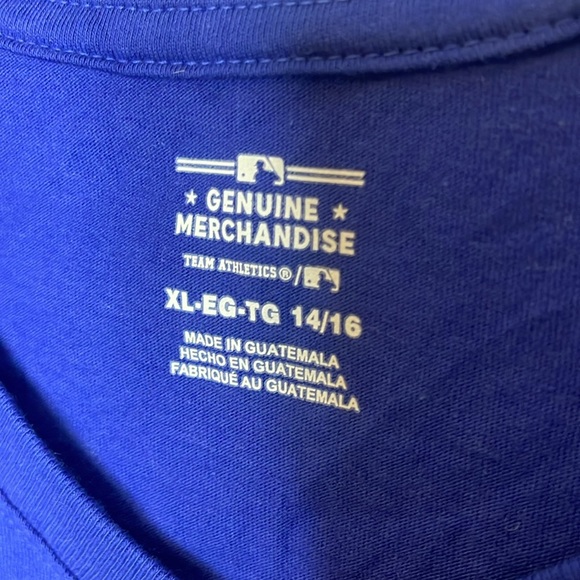 ★ GENUINE ★
MERCHANDISE
TEAM ATHLETICS®/
XL-EG-TG 14/16
MADE IN GUATEMALA
HECHO EN GUATEMALA
FABRIQUÉ AU GUATEMALA